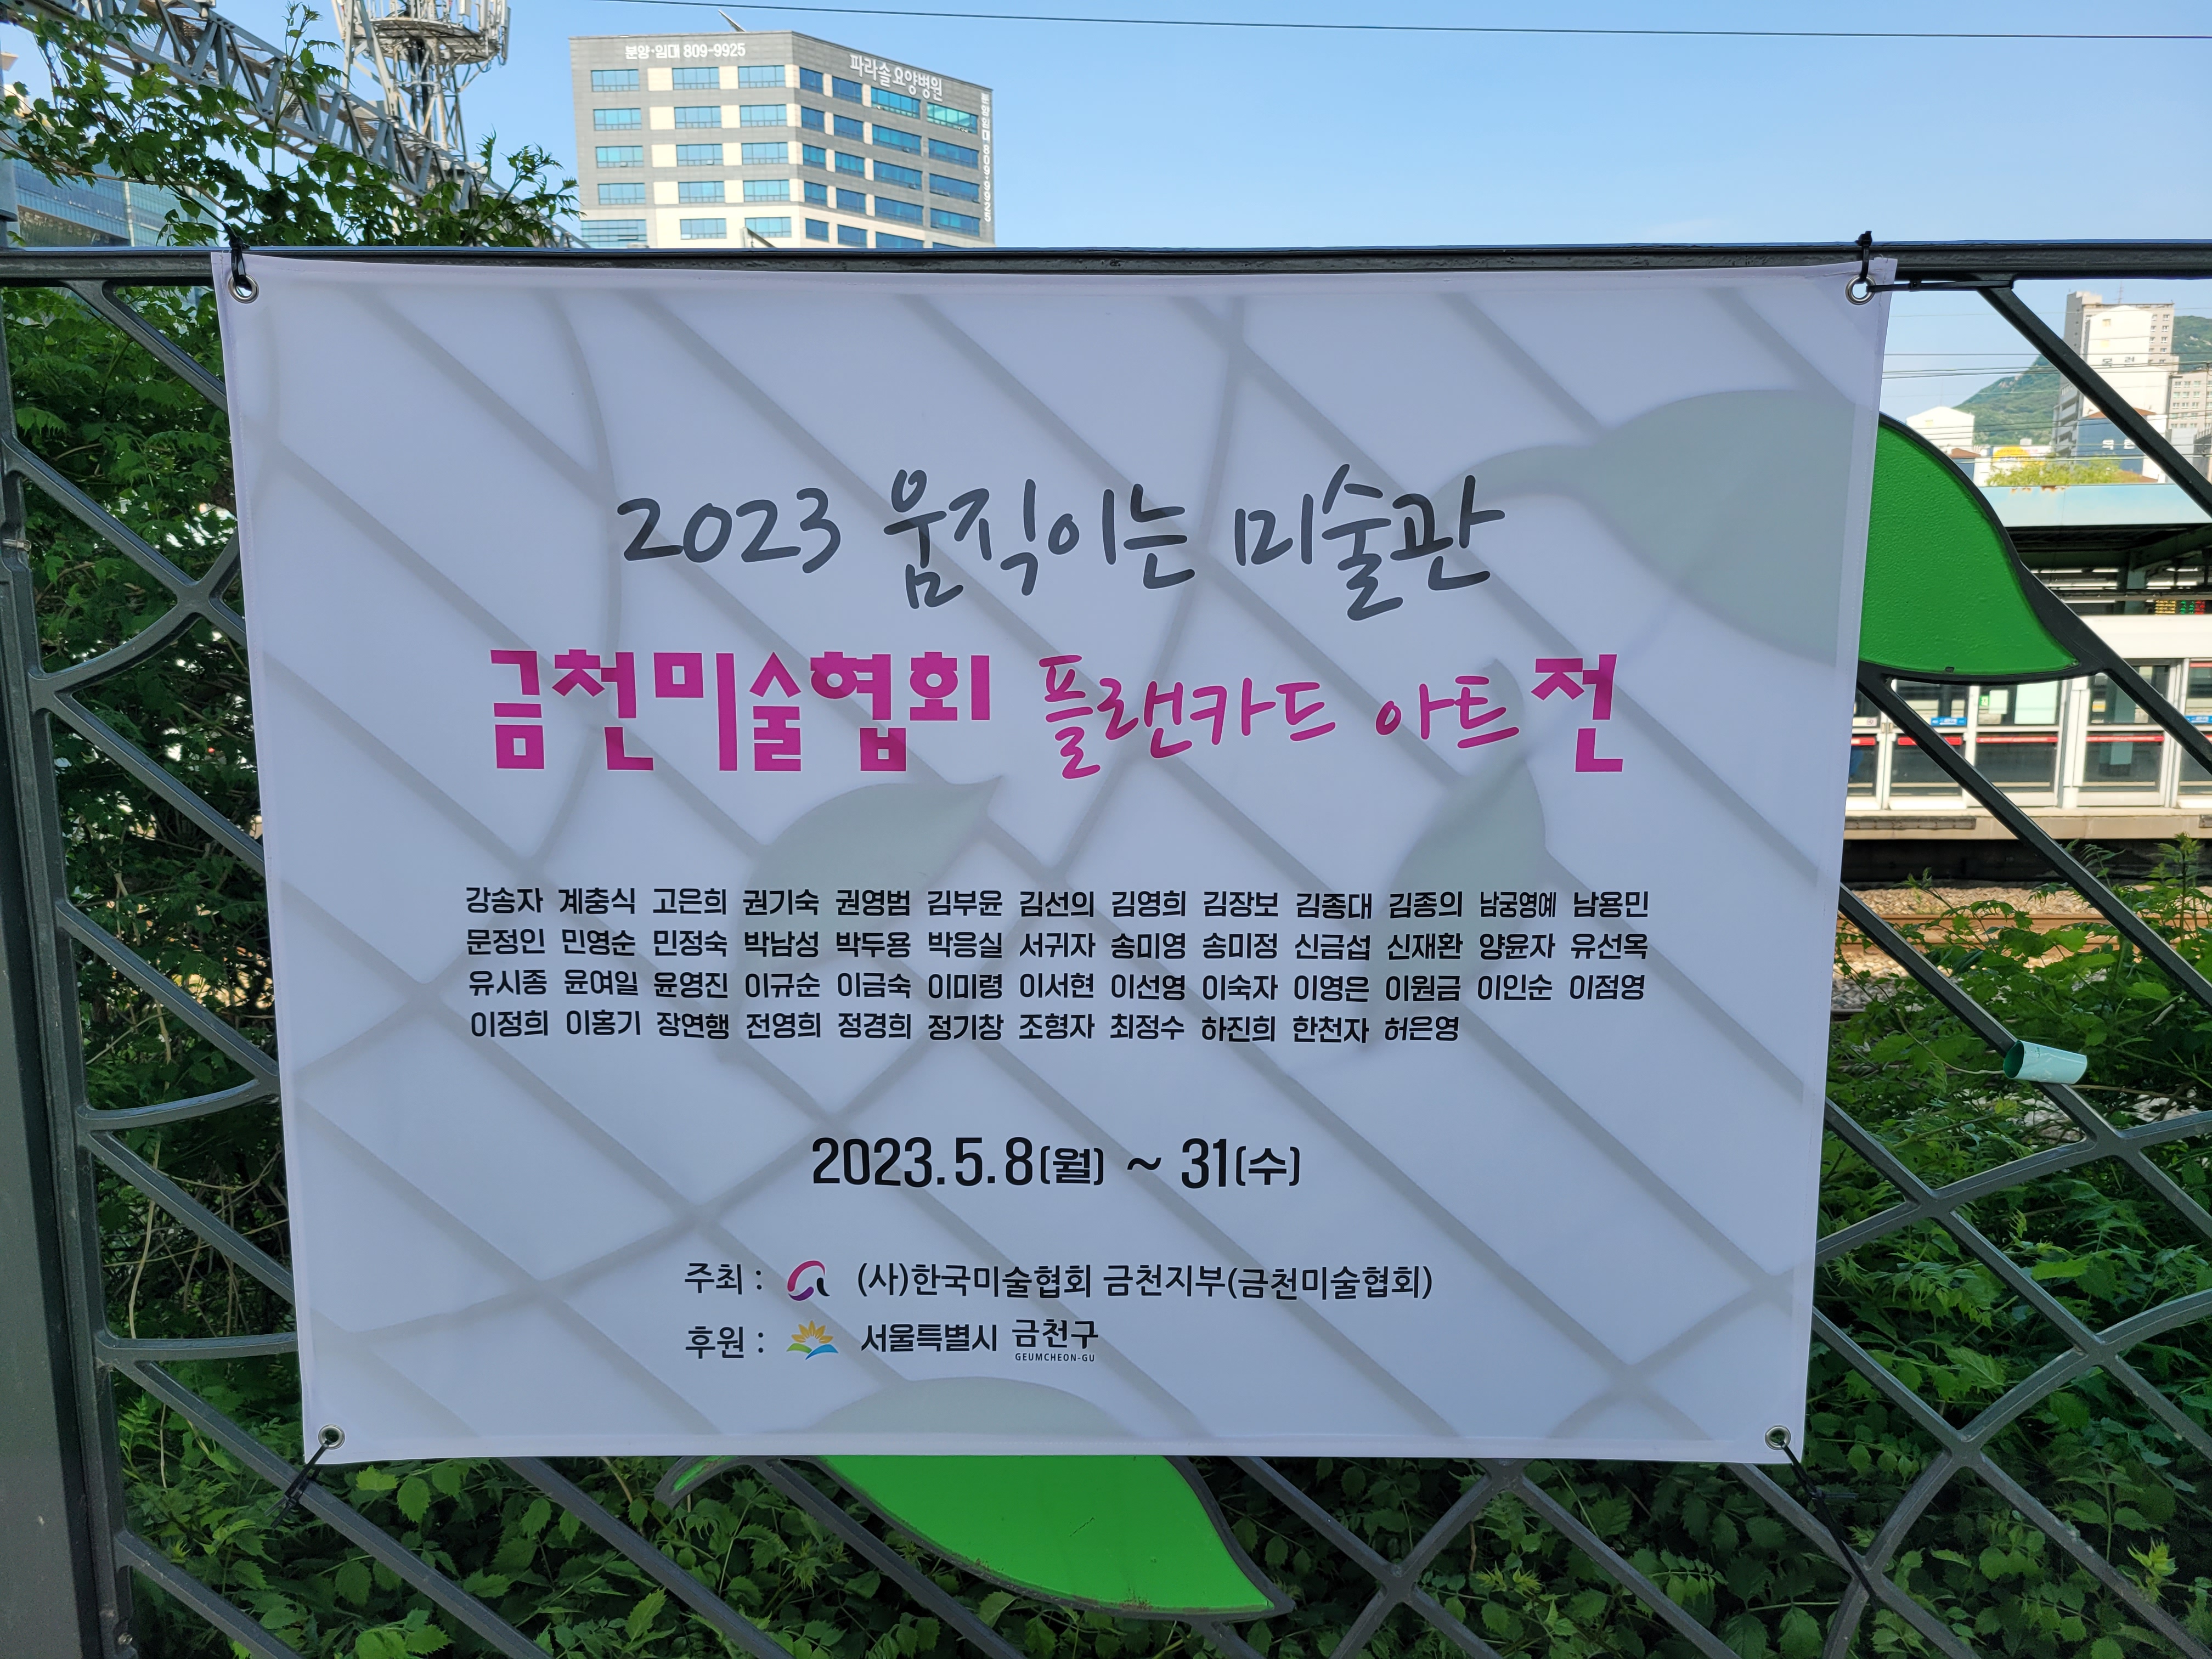 분양·임대 809-9925
파라솔요양병원
분양임대 809-9925
2023 움직이는 미술관
금천미술협회 플랜카드 아트전
강송자 계충식 고은희 권기숙 권영범 김부윤 김선의 김영희 김장보 김종대 김종의 남궁영예 남용민
문정인 민영순 민정숙 박남성 박두용 박응실 서귀자 송미영 송미정 신금섭 신재환 양윤자 유선옥
유시종 윤여일 윤영진 이규순 이금숙 이미령 이서현 이선영 이숙자 이영은 이원금 이인순 이점영
이정희 이홍기 장연행 전영희 정경희 정기창 조형자 최정수 하진희 한천자 허은영
2023.5.8(월) ~ 31(수)
주최 : (사)한국미술협회 금천지부(금천미술협회)
후원 : 서울특별시 금천구
GEUMCHEON-GU